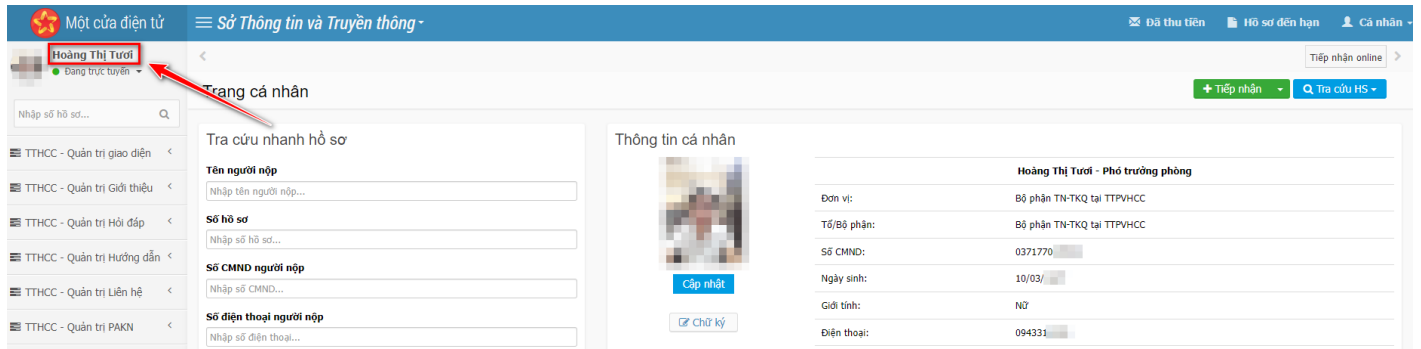 Một cửa điện tử
Sở Thông tin và Truyền thông
Đã thu tiền
Hồ sơ đến hạn
Cá nhân
Hoàng Thị Tươi
Đang trực tuyến
Tiếp nhận online
Trang cá nhân
+ Tiếp nhận
Tra cứu HS
Nhập số hồ sơ...
TTHCC - Quản trị giao diện
TTHCC - Quản trị Giới thiệu
TTHCC - Quản trị Hỏi đáp
TTHCC - Quản trị Hướng dẫn
TTHCC - Quản trị Liên hệ
TTHCC - Quản trị PAKN
Tra cứu nhanh hồ sơ
Tên người nộp
Nhập tên người nộp...
Số hồ sơ
Nhập số hồ sơ...
Số CMND người nộp
Nhập số CMND...
Số điện thoại người nộp
Nhập số điện thoại...
Thông tin cá nhân
Cập nhật
Chữ ký
Hoàng Thị Tươi - Phó trưởng phòng
Đơn vị: Bộ phận TN-TKQ tại TTPVHCC
Tổ/Bộ phận: Bộ phận TN-TKQ tại TTPVHCC
Số CMND: 0371770
Ngày sinh: 10/03/
Giới tính: Nữ
Điện thoại: 094331